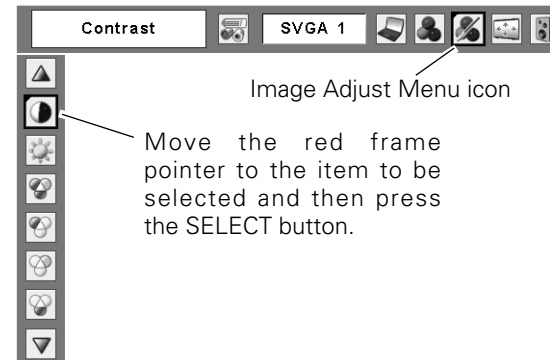 Contrast
SVGA 1
Image Adjust Menu icon
Move the red frame
pointer to the item to be
selected and then press
the SELECT button.